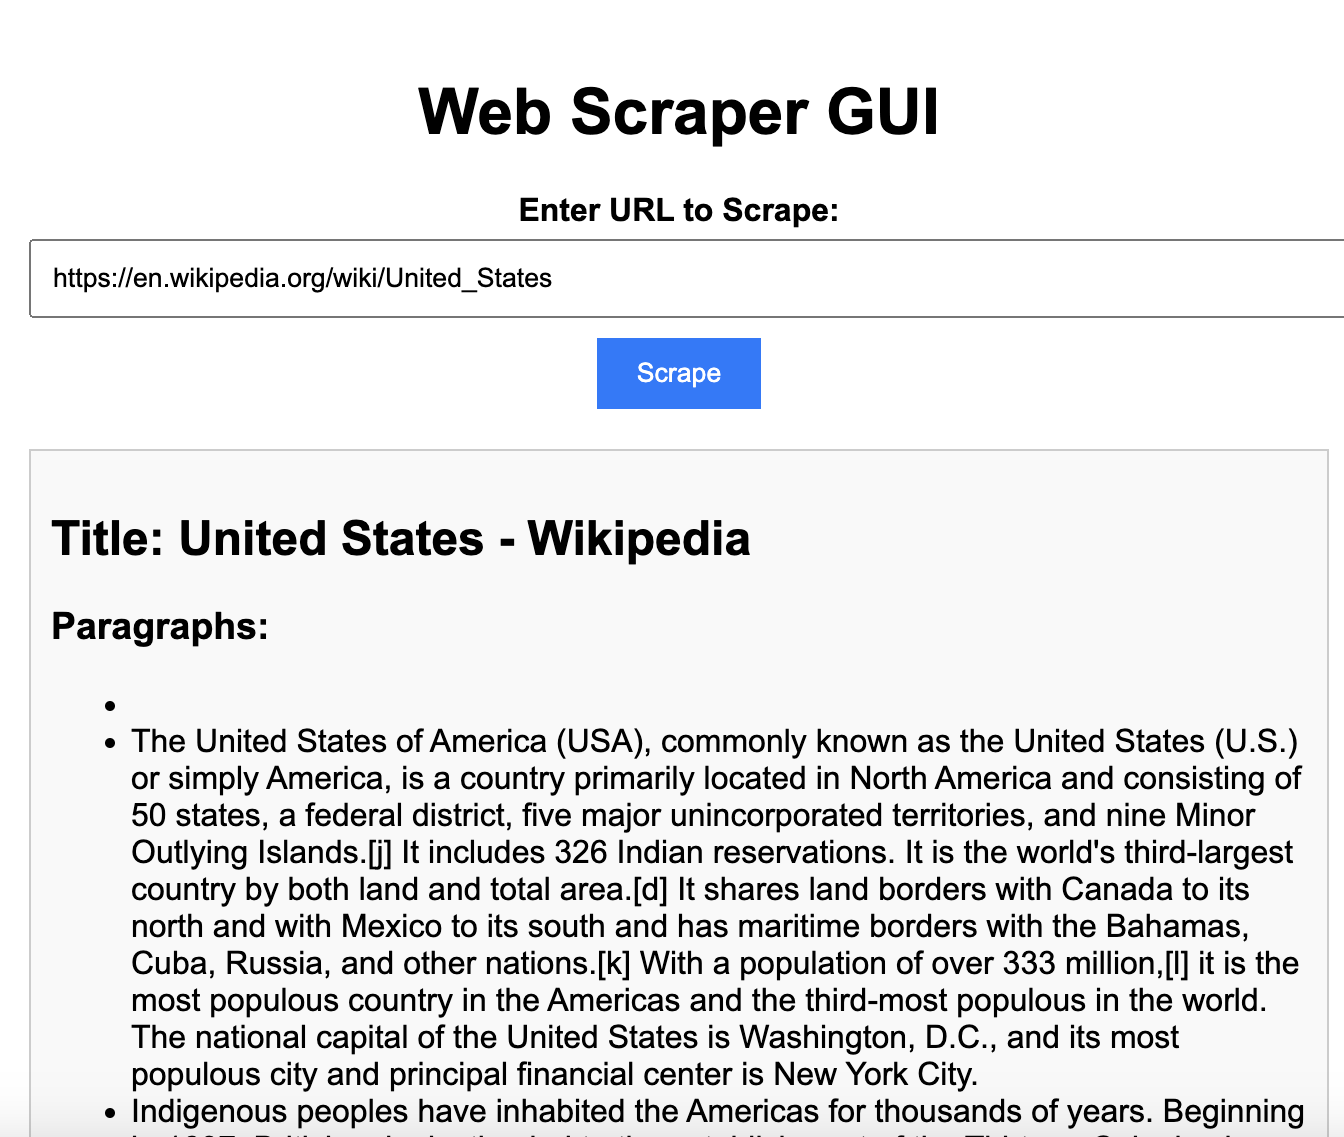 Web Scraper GUI
Enter URL to Scrape:
https://en.wikipedia.org/wiki/United_States
Scrape
Title: United States - Wikipedia
Paragraphs:
The United States of America (USA), commonly known as the United States (U.S.)
or simply America, is a country primarily located in North America and consisting of
50 states, a federal district, five major unincorporated territories, and nine Minor
Outlying Islands.[j] It includes 326 Indian reservations. It is the world's third-largest
country by both land and total area.[d] It shares land borders with Canada to its
north and with Mexico to its south and has maritime borders with the Bahamas,
Cuba, Russia, and other nations.[k] With a population of over 333 million,[l] it is the
most populous country in the Americas and the third-most populous in the world.
The national capital of the United States is Washington, D.C., and its most
populous city and principal financial center is New York City.
Indigenous peoples have inhabited the Americas for thousands of years. Beginning